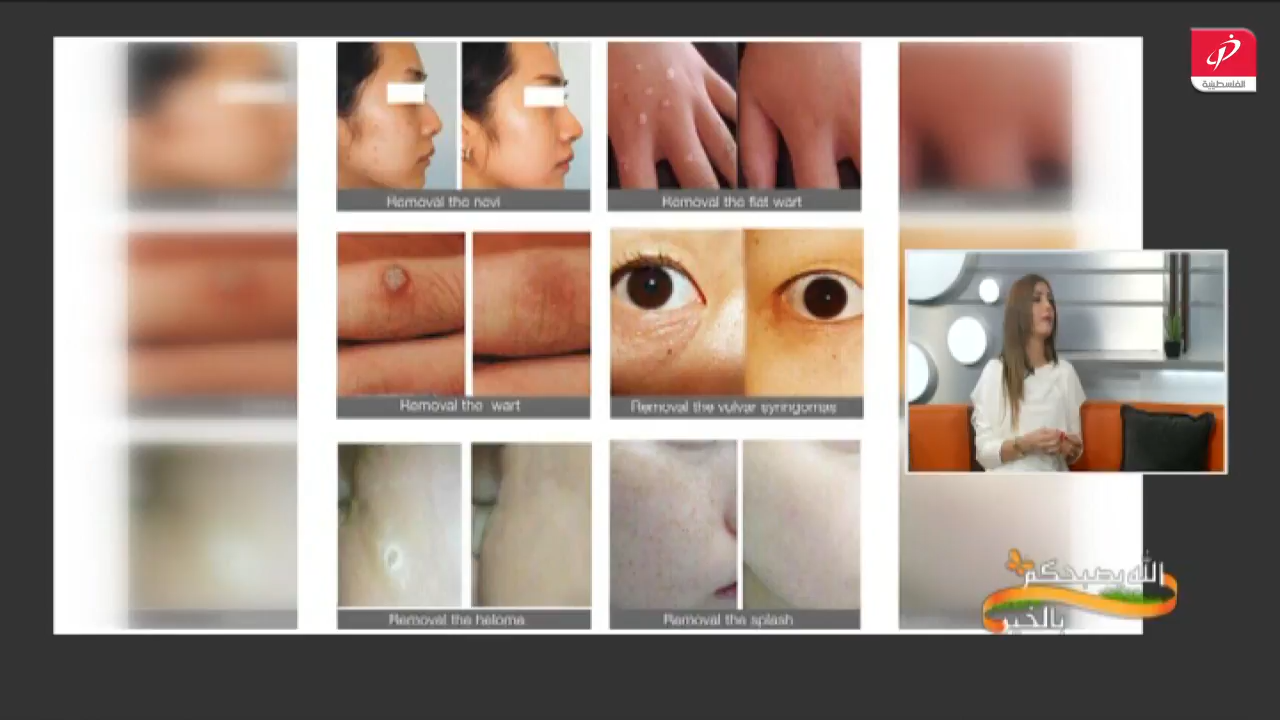 الفلسطينية
Removal the nevi
Removal the flat wart
Removal the wart
Removal the vulvar syringomas
Removal the heloma
Removal the splash
الله يصبحكم
بالخير